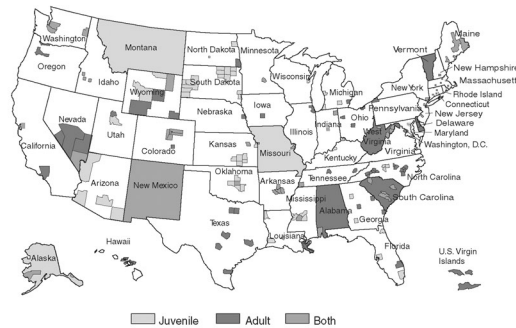 Washington
Montana
North Dakota
Minnesota
Maine
Vermont
Oregon
Idaho
South Dakota
Wisconsin
Michigan
New Hampshire
Massachusetts
New York
Wyoming
Rhode Island
Connecticut
New Jersey
Delaware
Maryland
Washington, D.C.
Nebraska
Iowa
Pennsylvania
Ohio
Indiana
Illinois
Nevada
Utah
Colorado
California
Kansas
Missouri
West Virginia
Virginia
Kentucky
Arizona
New Mexico
Oklahoma
Arkansas
Tennessee
North Carolina
South Carolina
Mississippi
Alabama
Georgia
Texas
Louisiana
Florida
Hawaii
Alaska
U.S. Virgin
Islands
Juvenile Adult Both